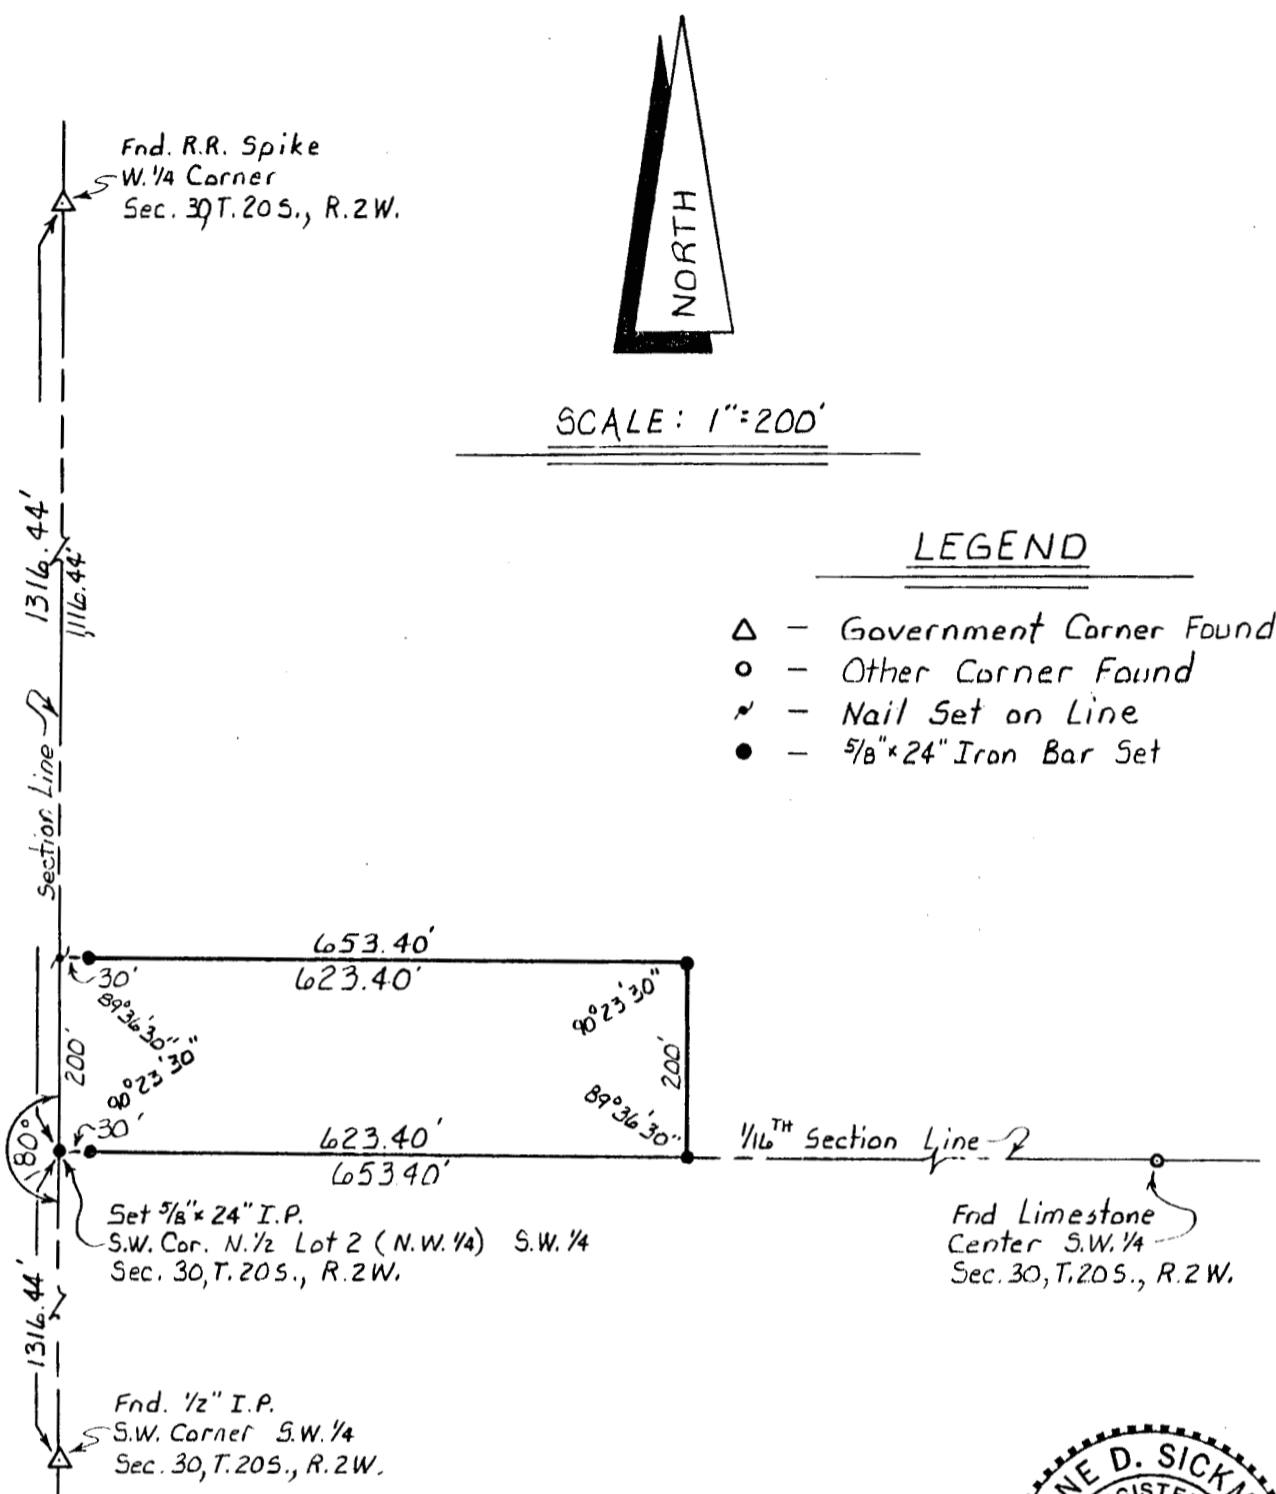 Fnd. R.R. Spike
W. 1/4 Corner
Sec. 30, T. 20 S., R. 2 W.
NORTH
SCALE: 1"=200'
LEGEND
△ — Government Corner Found
○ — Other Corner Found
— Nail Set on Line
● — 5/8"x 24" Iron Bar Set
1316.44'
1,116.44'
Section Line
653.40'
623.40'
30'
89°36'30"
90°23'30"
90°23'30"
89°36'30"
200'
200'
30'
180°
623.40'
653.40'
1/16TH Section Line
Set 5/8"x 24" I.P.
S.W. Cor. N. 1/2 Lot 2 (N.W. 1/4) S.W. 1/4
Sec. 30, T. 20 S., R. 2 W.
Fnd Limestone
Center S.W. 1/4
Sec. 30, T. 20 S., R. 2 W.
1316.44'
Fnd. 1/2" I.P.
S.W. Corner S.W. 1/4
Sec. 30, T. 20 S., R. 2 W.
NE D. SICKM